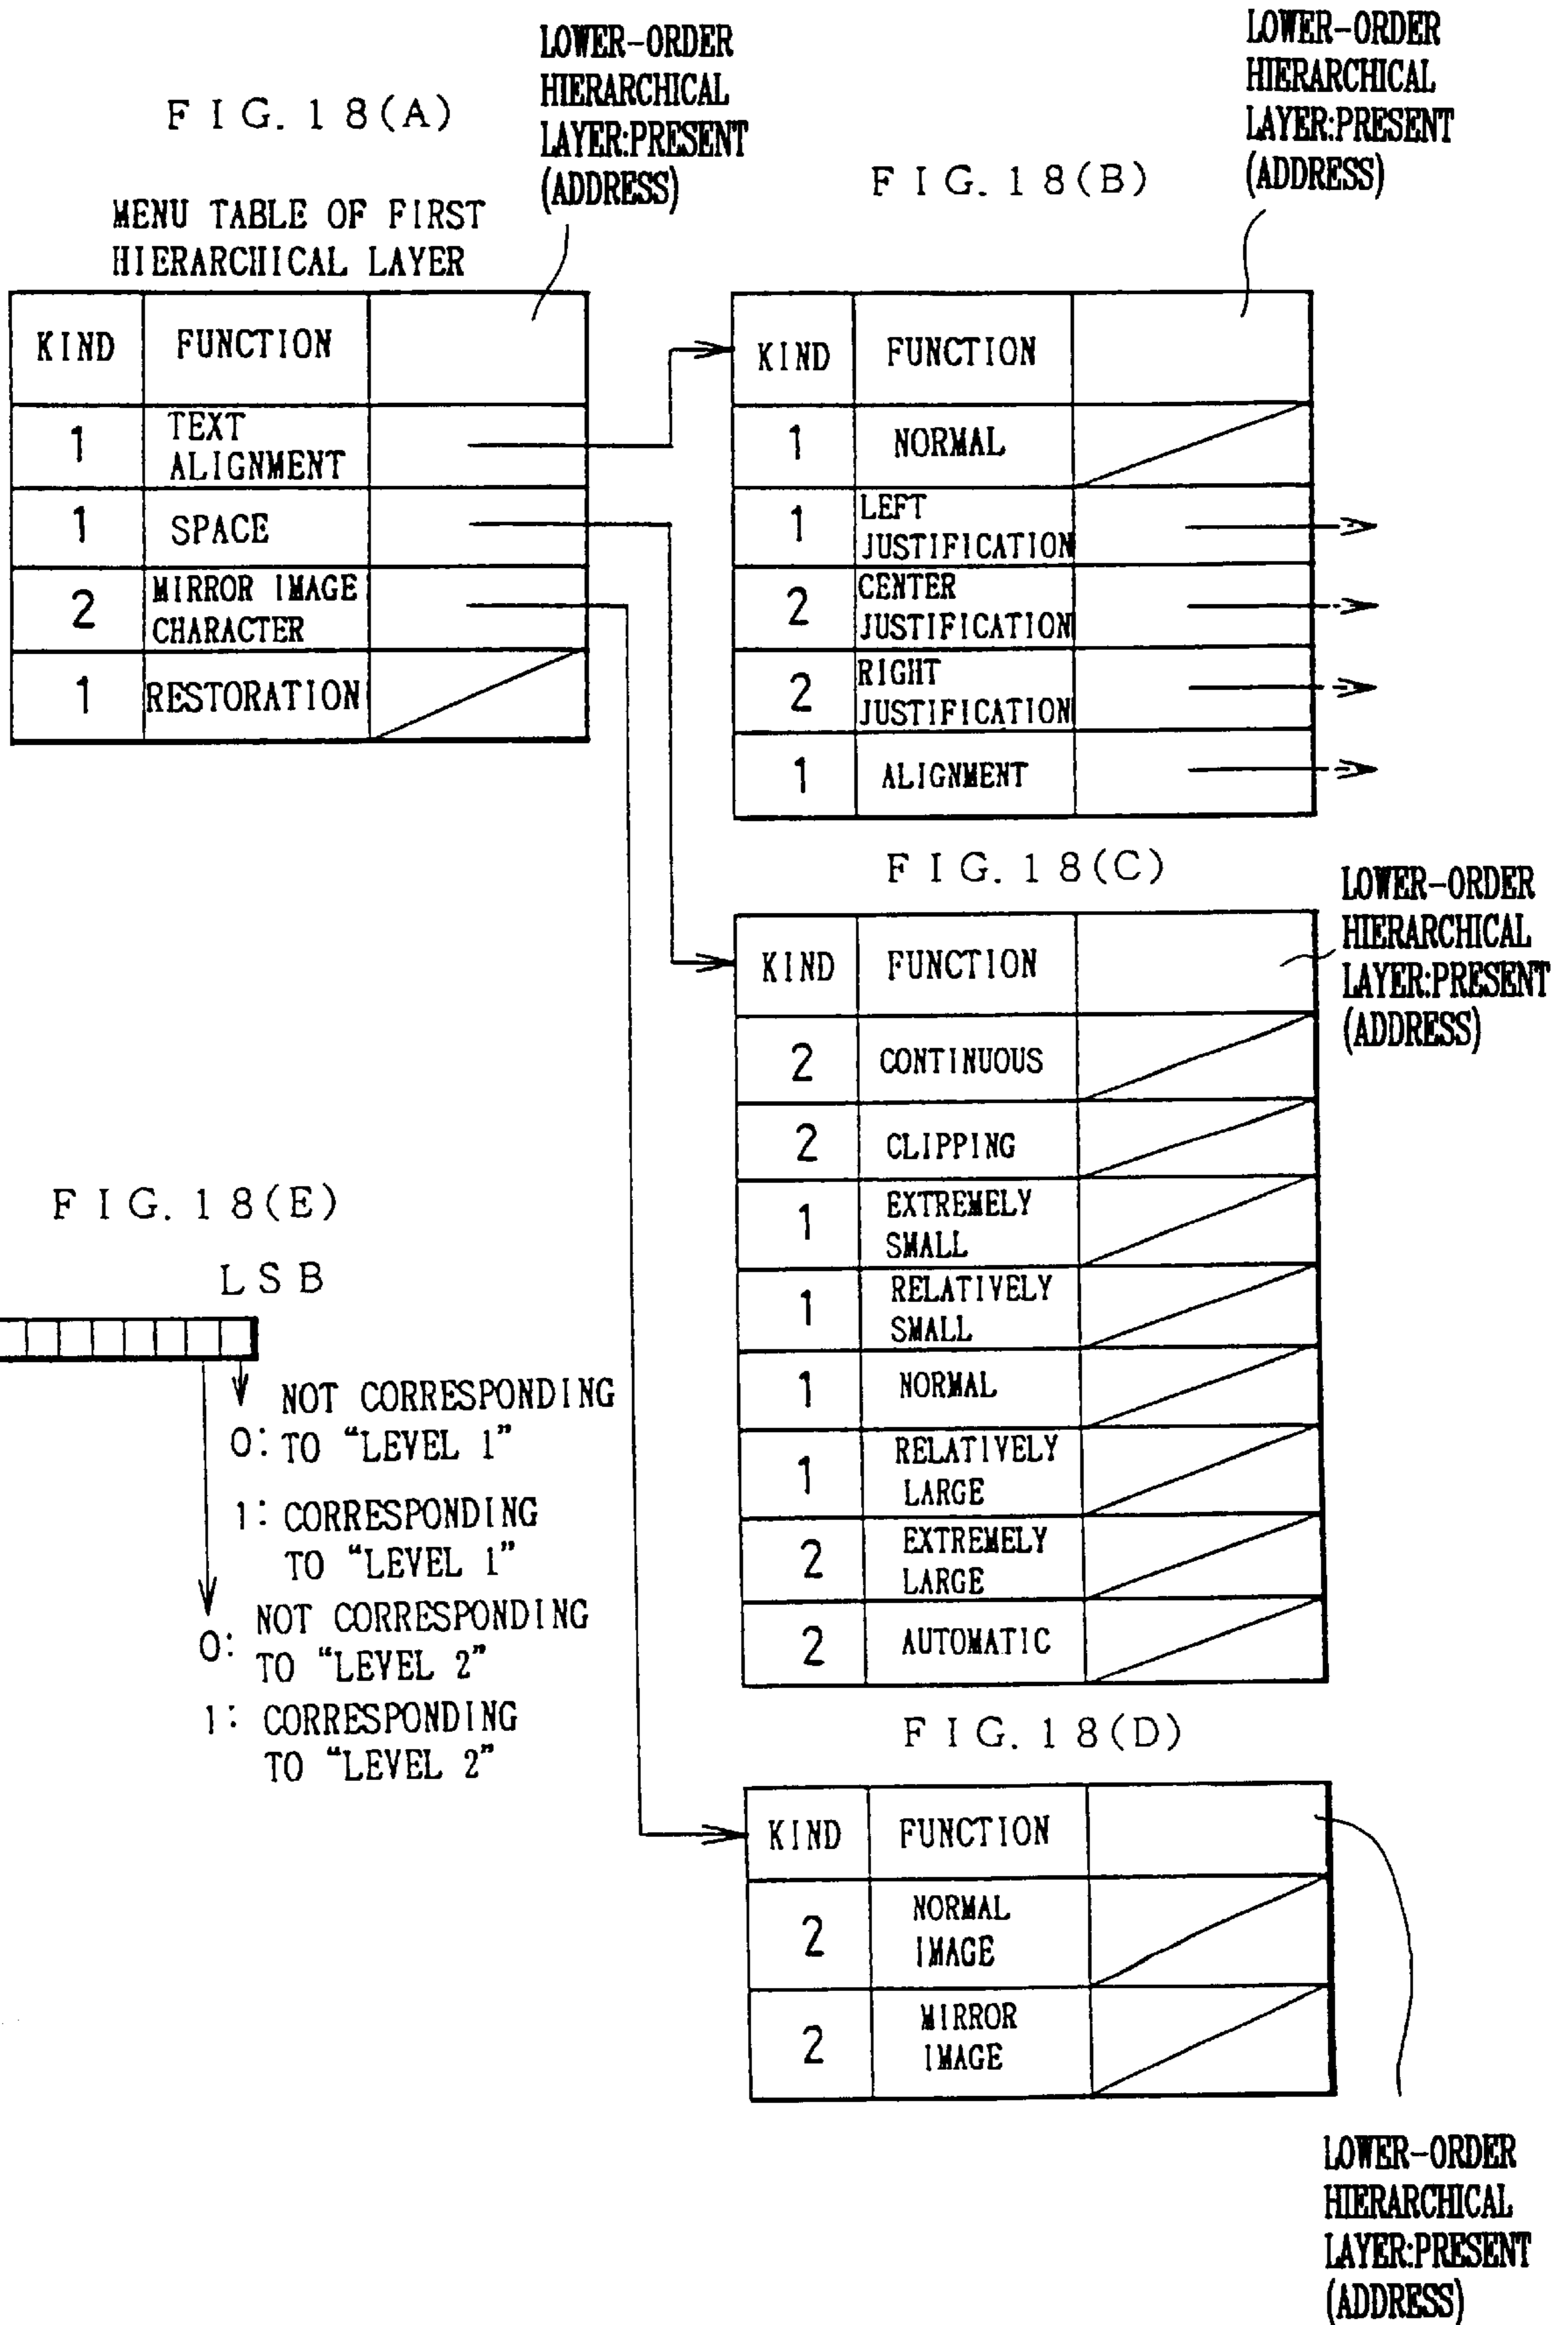 FIG. 18(A)
LOWER-ORDER
HIERARCHICAL
LAYER:PRESENT
(ADDRESS)
MENU TABLE OF FIRST
HIERARCHICAL LAYER
KIND FUNCTION
1 TEXT
ALIGNMENT
1 SPACE
2 MIRROR IMAGE
CHARACTER
1 RESTORATION
FIG. 18(B)
LOWER-ORDER
HIERARCHICAL
LAYER:PRESENT
(ADDRESS)
KIND FUNCTION
1 NORMAL
1 LEFT
JUSTIFICATION
2 CENTER
JUSTIFICATION
2 RIGHT
JUSTIFICATION
1 ALIGNMENT
FIG. 18(C)
LOWER-ORDER
HIERARCHICAL
LAYER:PRESENT
(ADDRESS)
KIND FUNCTION
2 CONTINUOUS
2 CLIPPING
1 EXTREMELY
SMALL
1 RELATIVELY
SMALL
1 NORMAL
1 RELATIVELY
LARGE
2 EXTREMELY
LARGE
2 AUTOMATIC
FIG. 18(E)
LSB
0: NOT CORRESPONDING
TO “LEVEL 1”
1: CORRESPONDING
TO “LEVEL 1”
0: NOT CORRESPONDING
TO “LEVEL 2”
1: CORRESPONDING
TO “LEVEL 2”
FIG. 18(D)
KIND FUNCTION
2 NORMAL
IMAGE
2 MIRROR
IMAGE
LOWER-ORDER
HIERARCHICAL
LAYER:PRESENT
(ADDRESS)